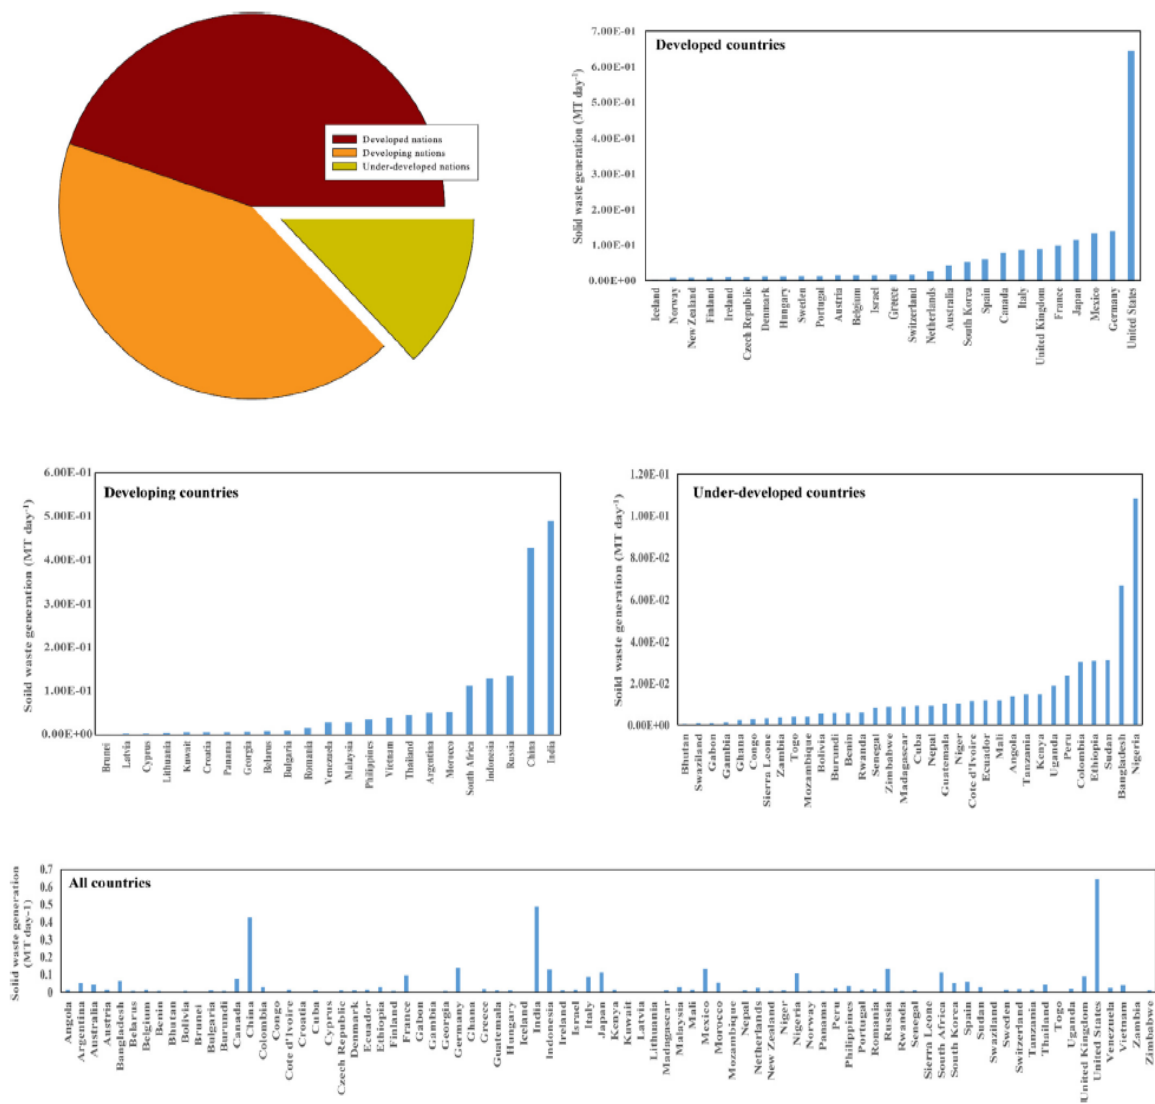 Developed nations
Developing nations
Under-developed nations
Developed countries
Solid waste generation (MT day⁻¹)
7.00E-01
6.00E-01
5.00E-01
4.00E-01
3.00E-01
2.00E-01
1.00E-01
0.00E+00
Iceland
Norway
New Zealand
Finland
Ireland
Czech Republic
Denmark
Hungary
Sweden
Portugal
Austria
Belgium
Israel
Greece
Switzerland
Netherlands
Australia
South Korea
Spain
Canada
Italy
United Kingdom
France
Japan
Mexico
Germany
United States
Developing countries
Soild waste generation (MT day⁻¹)
6.00E-01
5.00E-01
4.00E-01
3.00E-01
2.00E-01
1.00E-01
0.00E+00
Brunei
Latvia
Cyprus
Lithuania
Kuwait
Croatia
Panama
Georgia
Belarus
Bulgaria
Romania
Venezuela
Malaysia
Philippines
Vietnam
Thailand
Argentina
Morocco
South Africa
Indonesia
Russia
China
India
Under-developed countries
Soild waste generation (MT day⁻¹)
1.20E-01
1.00E-01
8.00E-02
6.00E-02
4.00E-02
2.00E-02
0.00E+00
Bhutan
Swaziland
Gabon
Gambia
Ghana
Congo
Sierra Leone
Zambia
Togo
Mozambique
Bolivia
Burundi
Benin
Rwanda
Senegal
Zimbabwe
Madagascar
Cuba
Nepal
Guatemala
Niger
Cote d'Ivoire
Ecuador
Mali
Angola
Tanzania
Kenya
Uganda
Peru
Colombia
Ethiopia
Sudan
Bangladesh
Nigeria
All countries
Solid waste generation
(MT day-1)
0.7
0.6
0.5
0.4
0.3
0.2
0.1
0
Angola
Argentina
Australia
Austria
Bangladesh
Belarus
Belgium
Benin
Bhutan
Bolivia
Brunei
Bulgaria
Burundi
Canada
China
Colombia
Congo
Cote d'Ivoire
Croatia
Cuba
Cyprus
Czech Republic
Denmark
Ecuador
Ethiopia
Finland
France
Gabon
Gambia
Georgia
Germany
Ghana
Greece
Guatemala
Hungary
Iceland
India
Indonesia
Ireland
Israel
Italy
Japan
Kenya
Kuwait
Latvia
Lithuania
Madagascar
Malaysia
Mali
Mexico
Morocco
Mozambique
Nepal
Netherlands
New Zealand
Niger
Nigeria
Norway
Panama
Peru
Philippines
Portugal
Romania
Russia
Rwanda
Senegal
Sierra Leone
South Africa
South Korea
Spain
Sudan
Swaziland
Sweden
Switzerland
Tanzania
Thailand
Togo
Uganda
United Kingdom
United States
Venezuela
Vietnam
Zambia
Zimbabwe